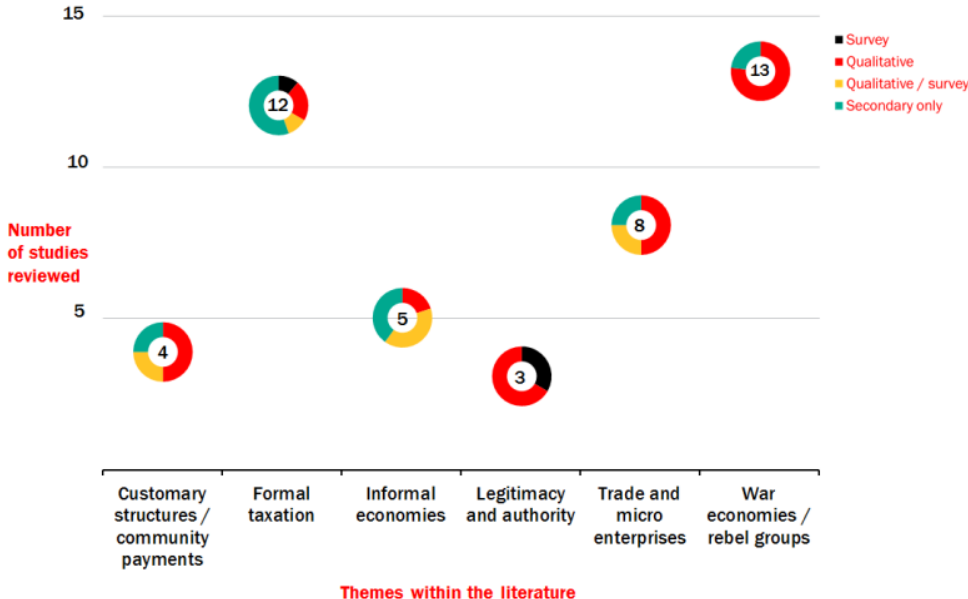 15
10
5
Number
of studies
reviewed
12
13
8
5
4
3
Survey
Qualitative
Qualitative / survey
Secondary only
Customary
structures /
community
payments
Formal
taxation
Informal
economies
Legitimacy
and authority
Trade and
micro
enterprises
War
economies /
rebel groups
Themes within the literature